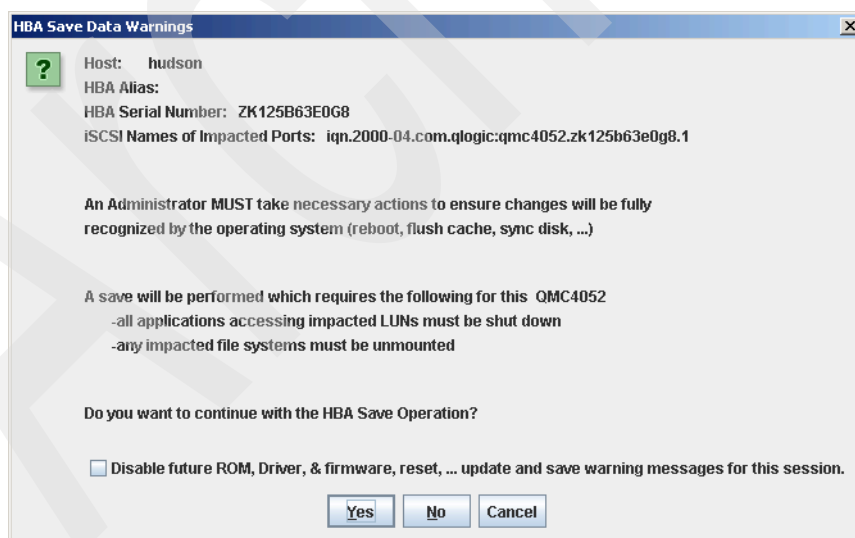 HBA Save Data Warnings
Host: hudson
HBA Alias:
HBA Serial Number: ZK125B63E0G8
iSCSI Names of Impacted Ports: iqn.2000-04.com.qlogic:qmc4052.zk125b63e0g8.1
An Administrator MUST take necessary actions to ensure changes will be fully
recognized by the operating system (reboot, flush cache, sync disk, ...)
A save will be performed which requires the following for this QMC4052
-all applications accessing impacted LUNs must be shut down
-any impacted file systems must be unmounted
Do you want to continue with the HBA Save Operation?
Disable future ROM, Driver, & firmware, reset, ... update and save warning messages for this session.
Yes No Cancel